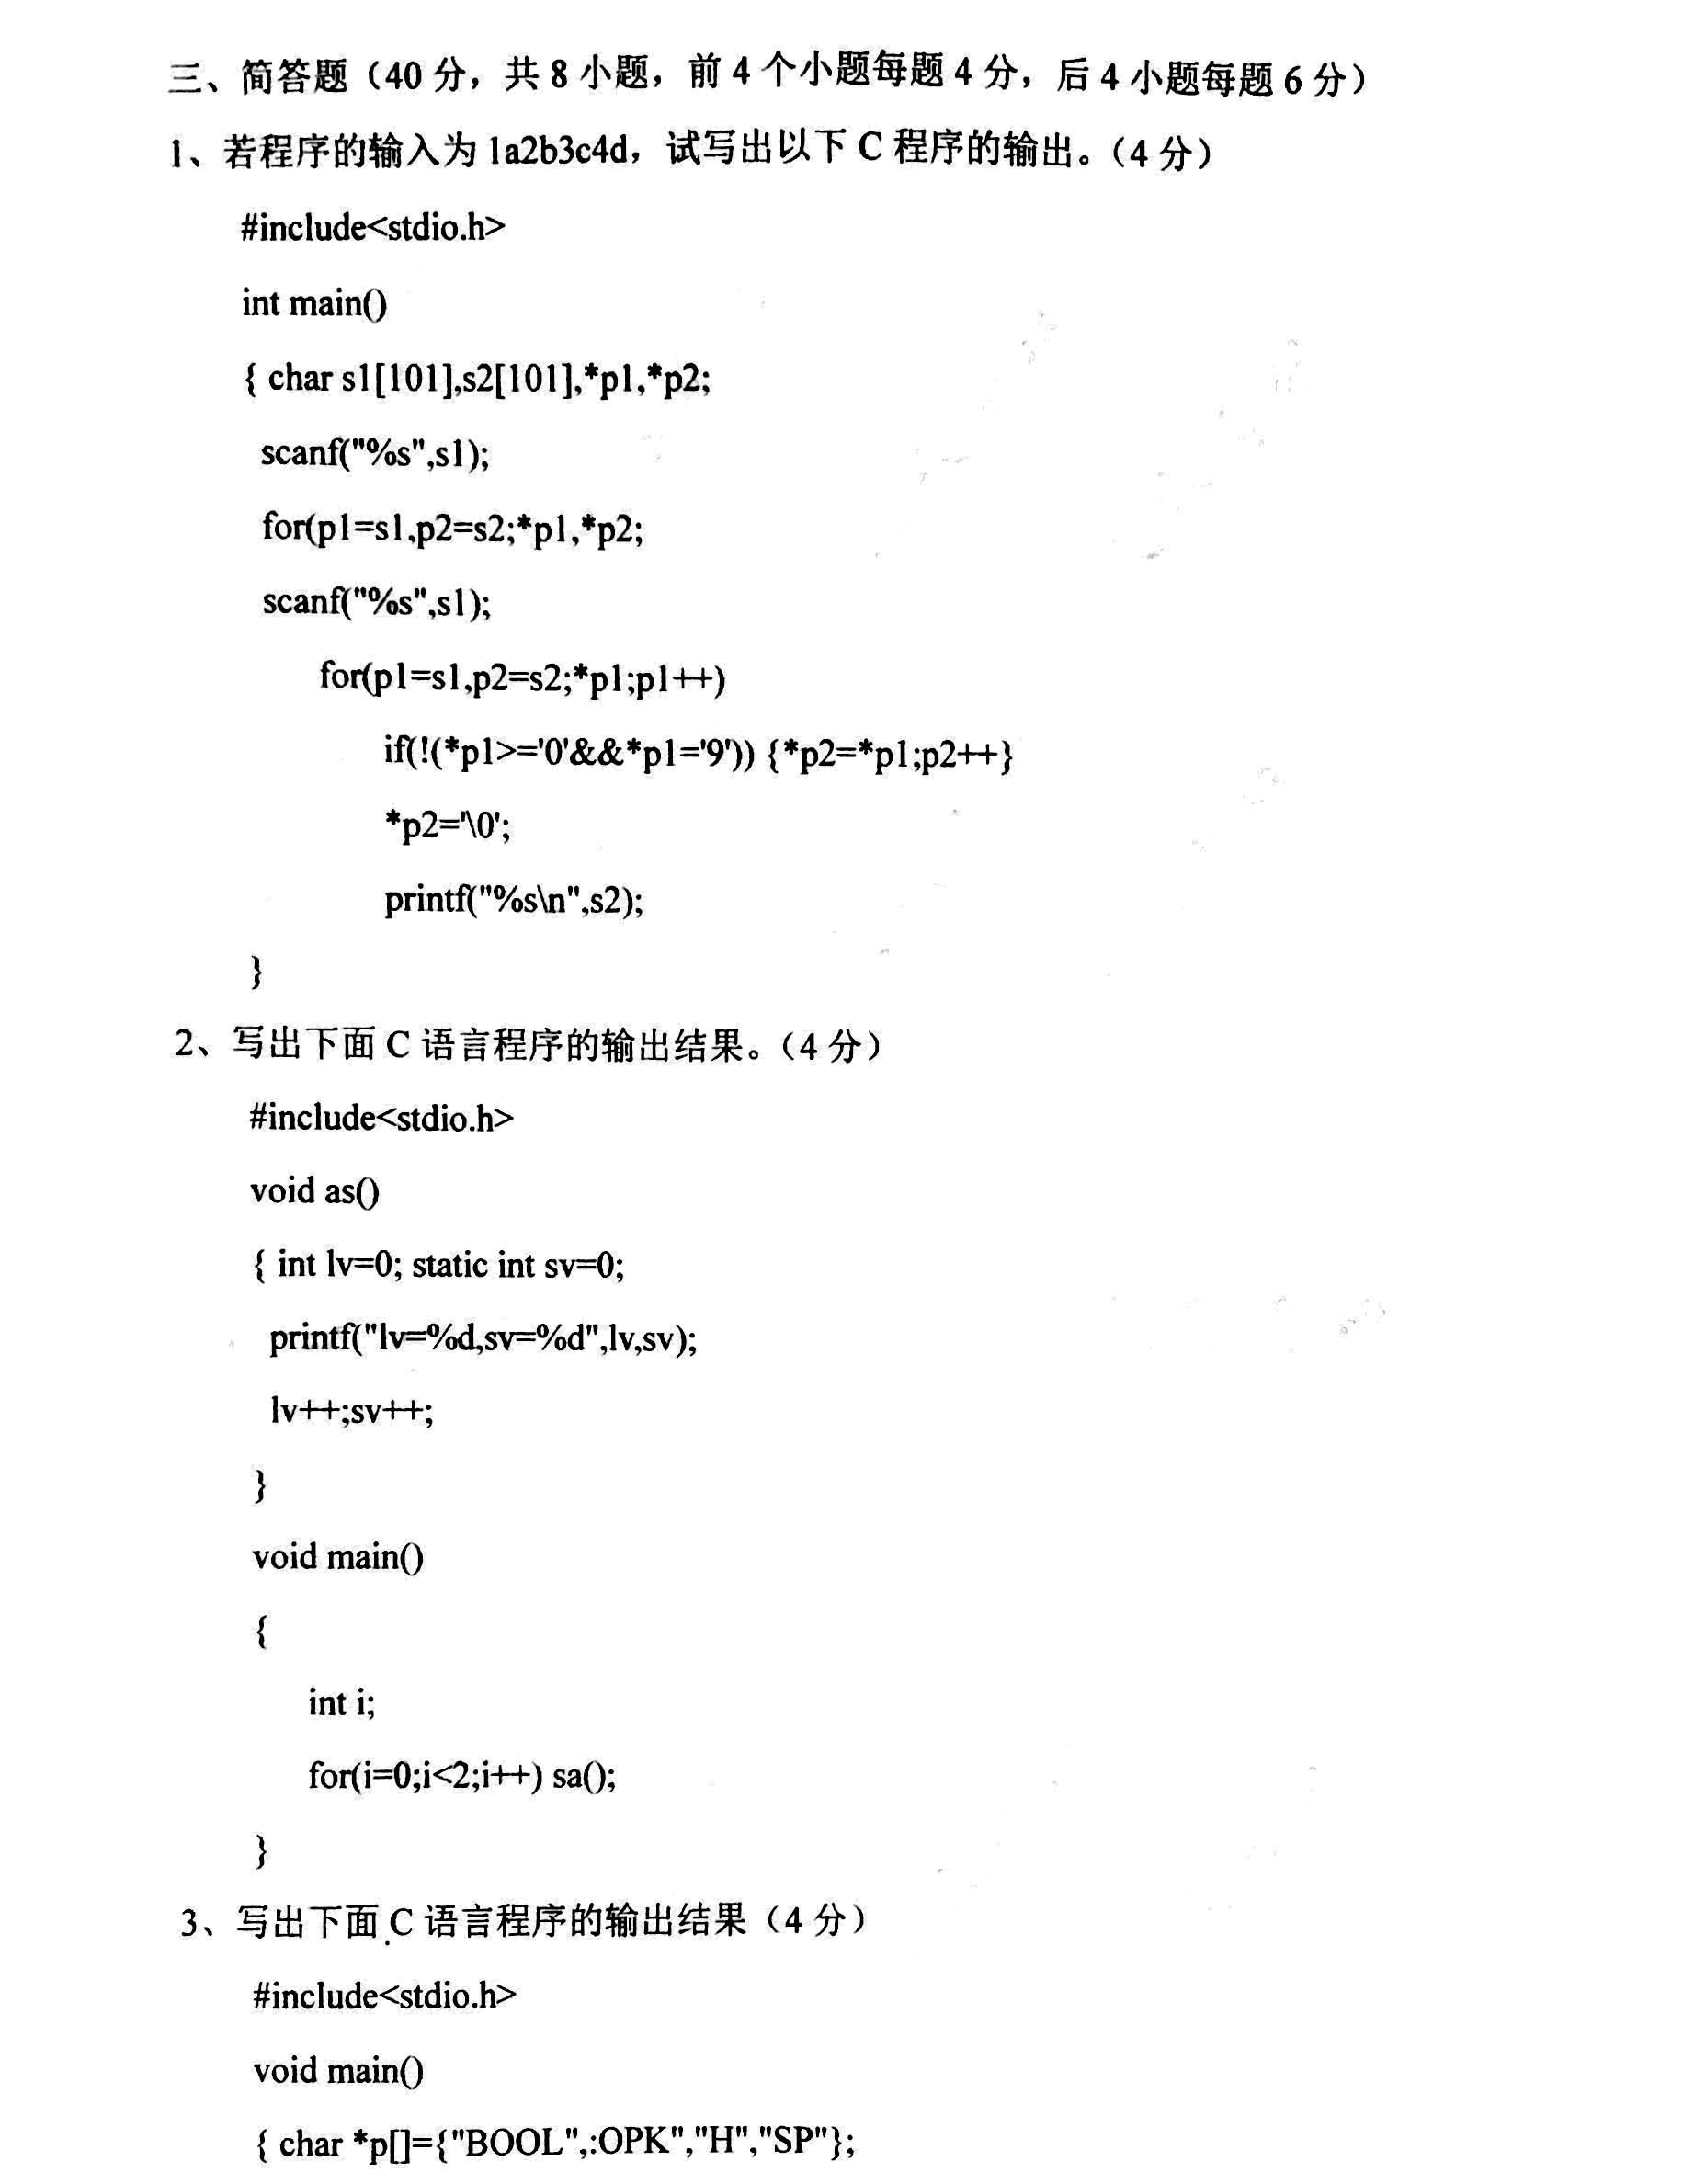 三、简答题（40 分，共 8 小题，前 4 个小题每题 4 分，后 4 小题每题 6 分）
1、若程序的输入为 1a2b3c4d，试写出以下 C 程序的输出。（4 分）
#include<stdio.h>
int main()
{ char s1[101],s2[101],*p1,*p2;
scanf("%s",s1);
for(p1=s1,p2=s2;*p1,*p2;
scanf("%s",s1);
for(p1=s1,p2=s2;*p1;p1++)
if(!(*p1>='0'&&*p1='9')) {*p2=*p1;p2++}
*p2='\0';
printf("%s\n",s2);
}
2、写出下面 C 语言程序的输出结果。（4 分）
#include<stdio.h>
void as()
{ int lv=0; static int sv=0;
printf("lv=%d,sv=%d",lv,sv);
lv++;sv++;
}
void main()
{
int i;
for(i=0;i<2;i++) sa();
}
3、写出下面 C 语言程序的输出结果（4 分）
#include<stdio.h>
void main()
{ char *p[]={"BOOL",:OPK","H","SP"};